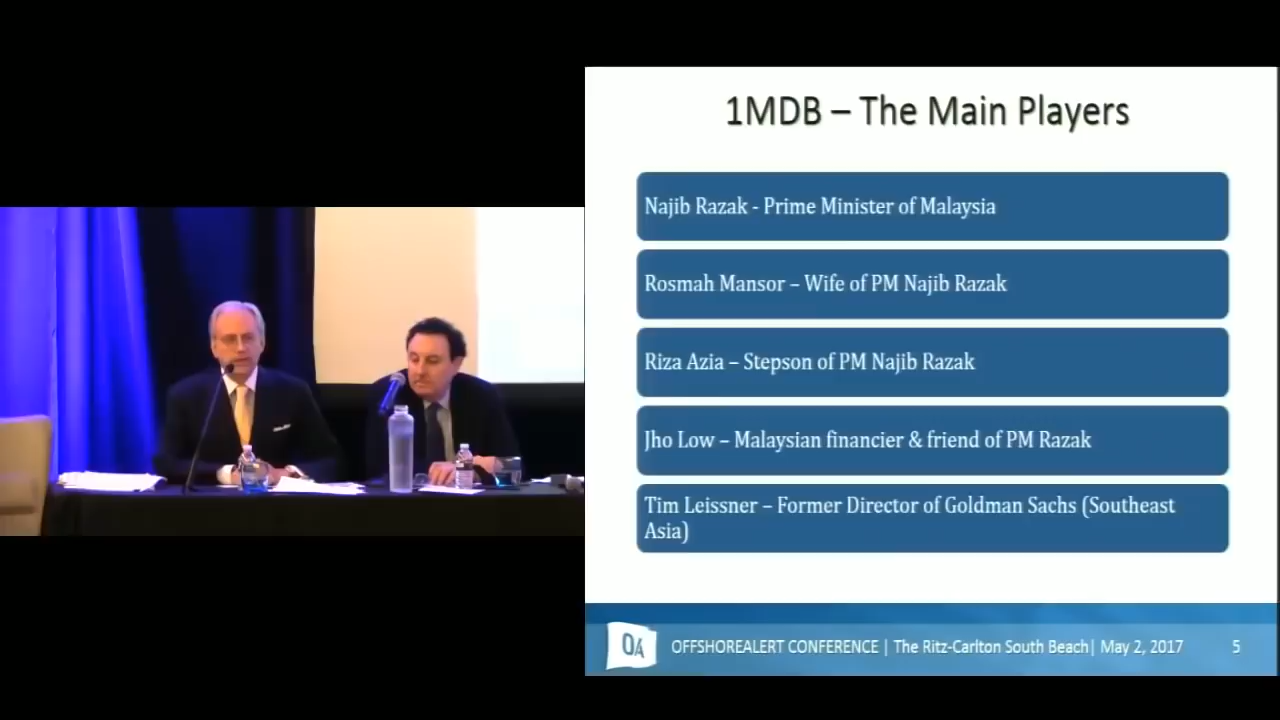 1MDB – The Main Players
Najib Razak - Prime Minister of Malaysia
Rosmah Mansor – Wife of PM Najib Razak
Riza Azia – Stepson of PM Najib Razak
Jho Low – Malaysian financier & friend of PM Razak
Tim Leissner – Former Director of Goldman Sachs (Southeast
Asia)
OA OFFSHOREALERT CONFERENCE | The Ritz-Carlton South Beach| May 2, 2017 5